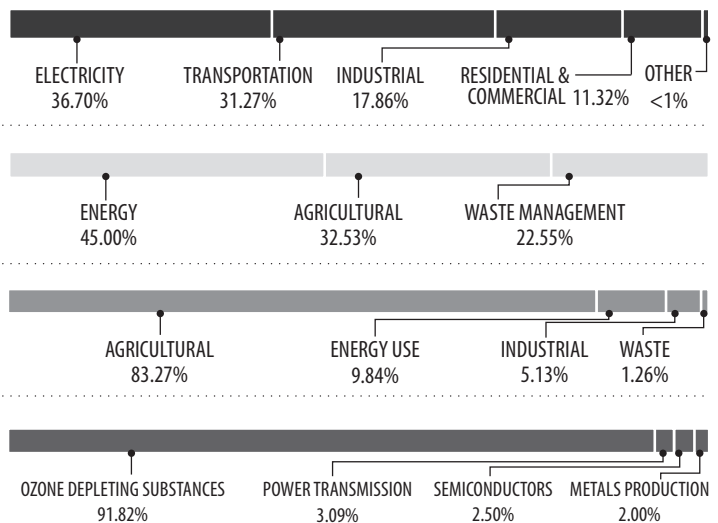 ELECTRICITY
36.70%
TRANSPORTATION
31.27%
INDUSTRIAL
17.86%
RESIDENTIAL &
COMMERCIAL 11.32%
OTHER
<1%
ENERGY
45.00%
AGRICULTURAL
32.53%
WASTE MANAGEMENT
22.55%
AGRICULTURAL
83.27%
ENERGY USE
9.84%
INDUSTRIAL
5.13%
WASTE
1.26%
OZONE DEPLETING SUBSTANCES
91.82%
POWER TRANSMISSION
3.09%
SEMICONDUCTORS
2.50%
METALS PRODUCTION
2.00%